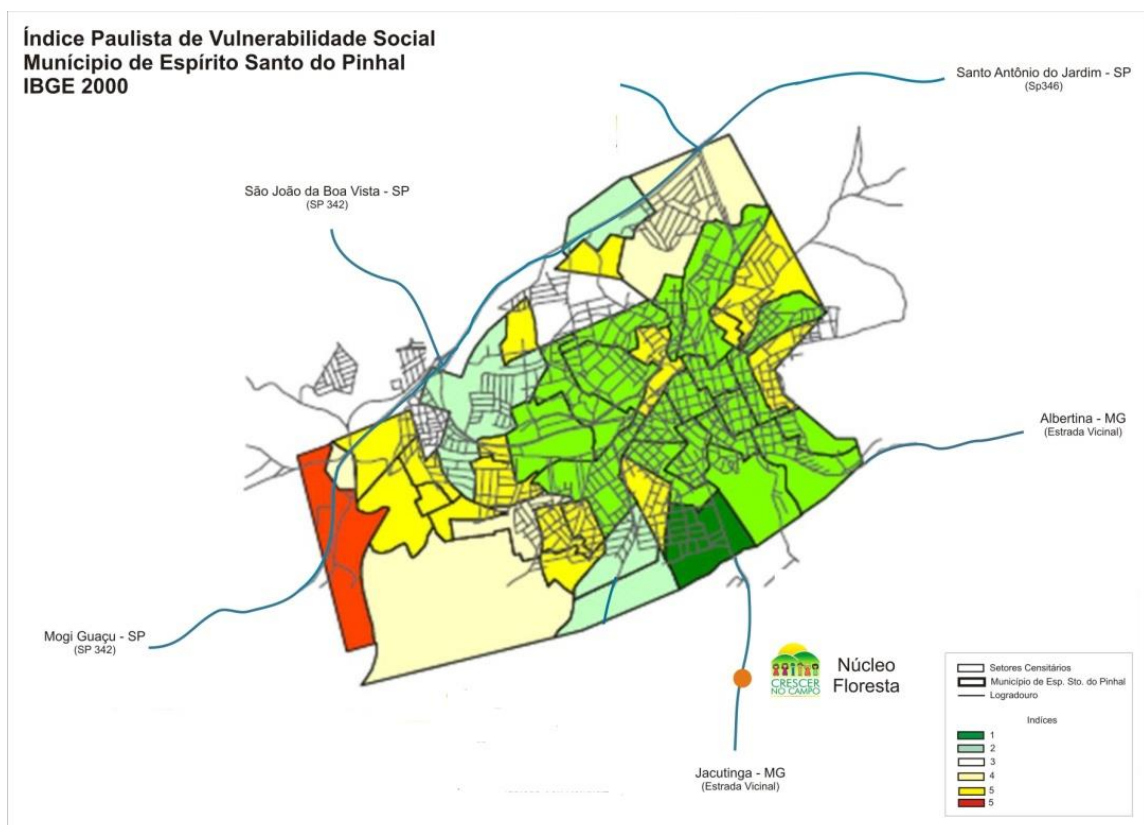 Índice Paulista de Vulnerabilidade Social
Munícipio de Espírito Santo do Pinhal
IBGE 2000
Santo Antônio do Jardim - SP
(Sp346)
São João da Boa Vista - SP
(SP 342)
Albertina - MG
(Estrada Vicinal)
Mogi Guaçu - SP
(SP 342)
CRESCER
NO CAMPO
Núcleo
Floresta
Jacutinga - MG
(Estrada Vicinal)
Setores Censitários
Município de Esp. Sto. do Pinhal
Logradouro
Indices
1
2
3
4
5
5